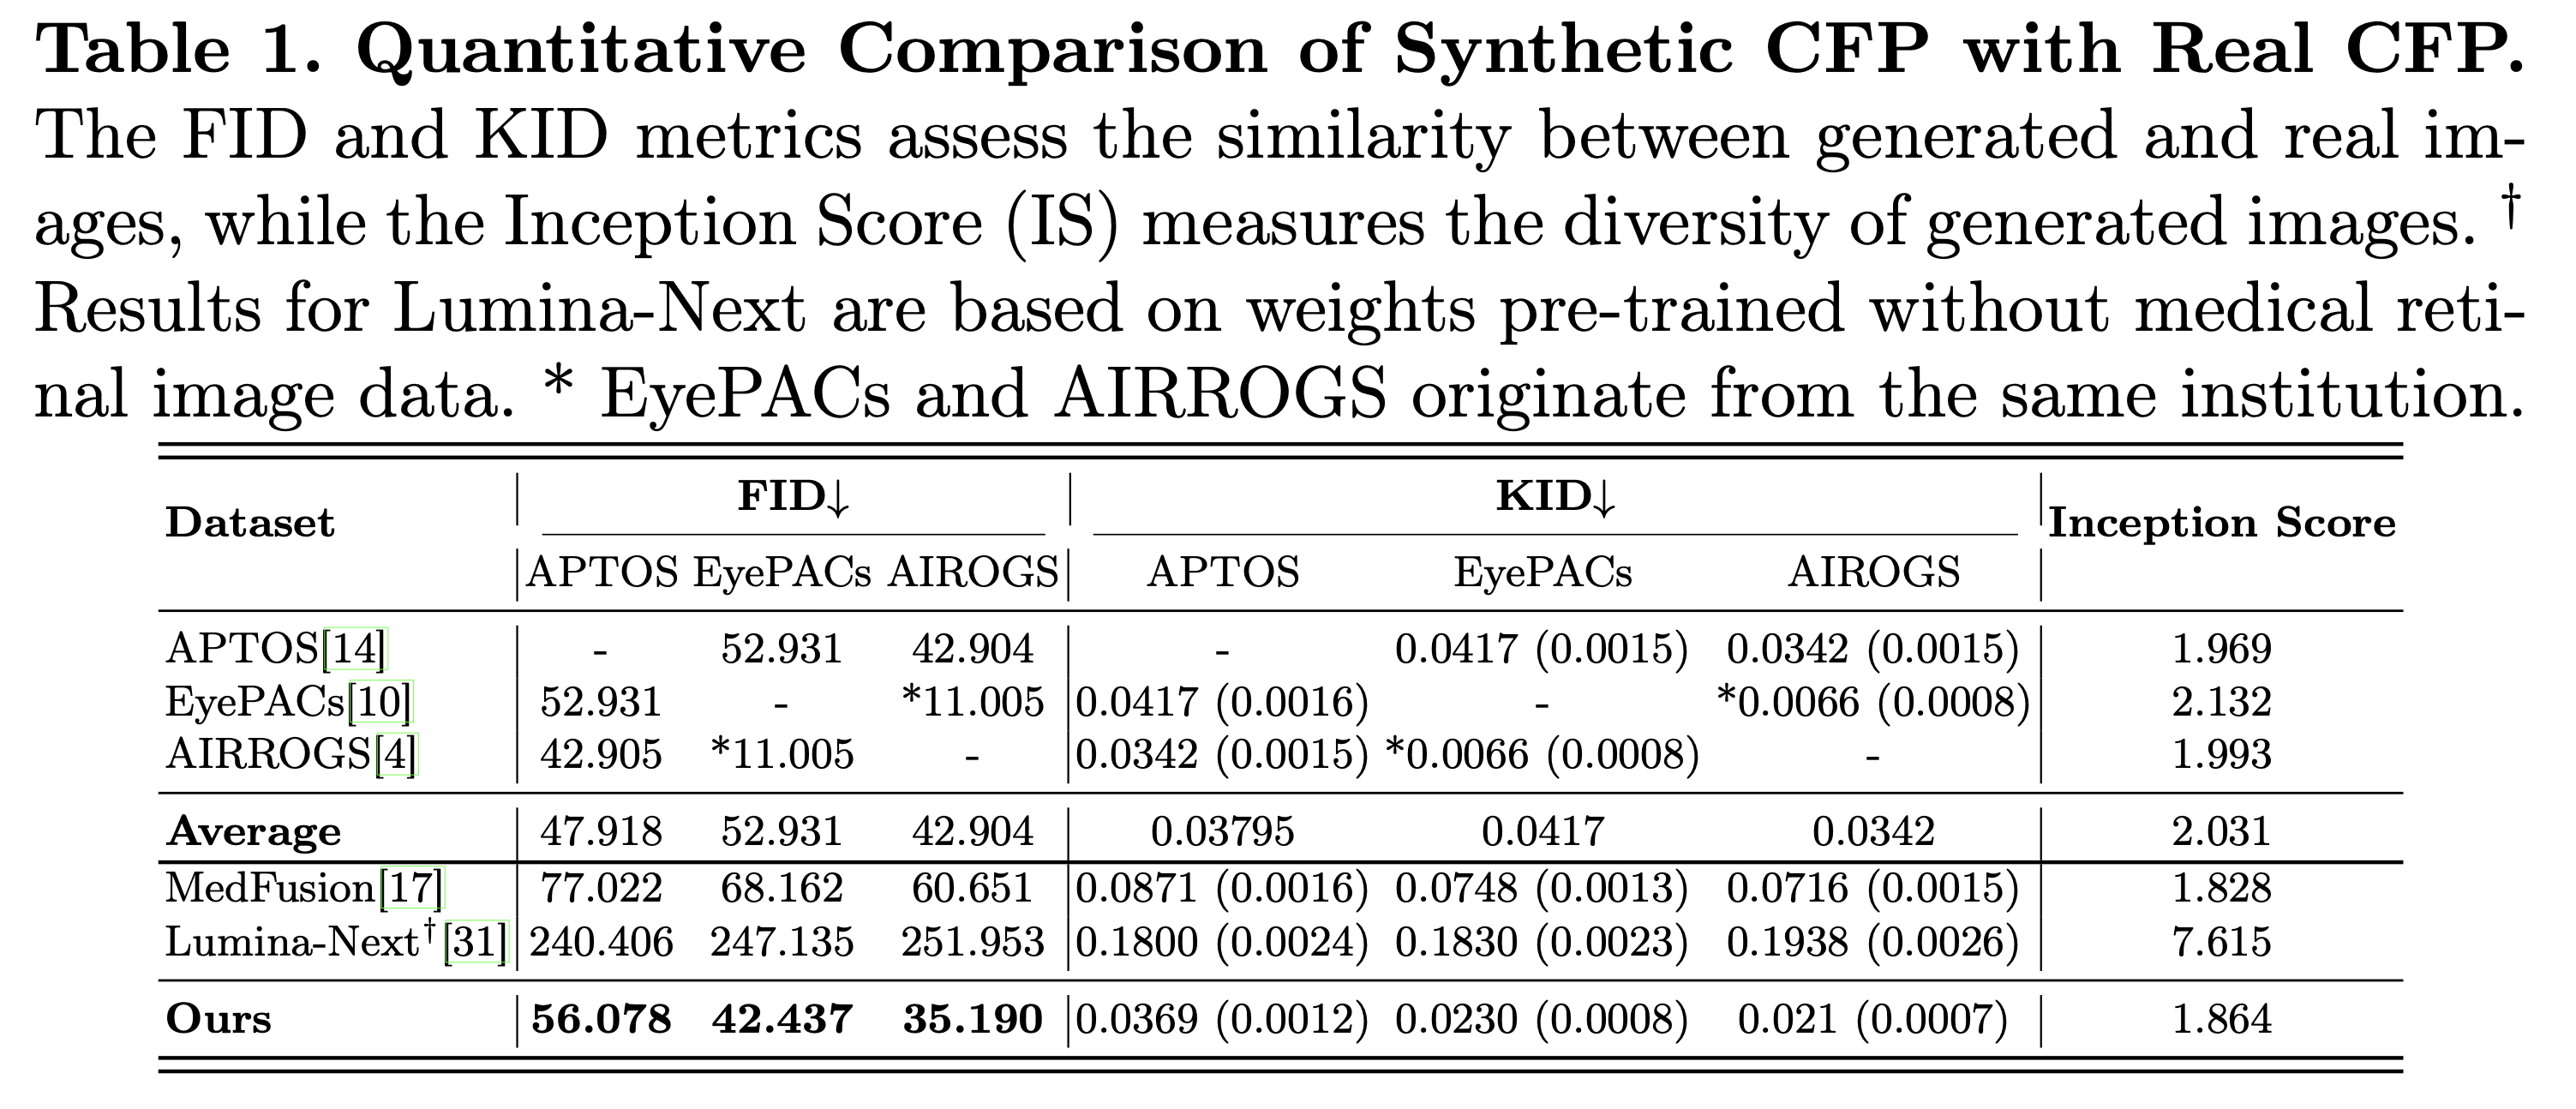 Table 1. Quantitative Comparison of Synthetic CFP with Real CFP.
The FID and KID metrics assess the similarity between generated and real im-
ages, while the Inception Score (IS) measures the diversity of generated images. †
Results for Lumina-Next are based on weights pre-trained without medical reti-
nal image data. * EyePACs and AIRROGS originate from the same institution.
Dataset FID↓ KID↓ Inception Score
APTOS EyePACs AIROGS APTOS EyePACs AIROGS
APTOS[14] - 52.931 42.904 - 0.0417 (0.0015) 0.0342 (0.0015) 1.969
EyePACs[10] 52.931 - *11.005 0.0417 (0.0016) - *0.0066 (0.0008) 2.132
AIRROGS[4] 42.905 *11.005 - 0.0342 (0.0015) *0.0066 (0.0008) - 1.993
Average 47.918 52.931 42.904 0.03795 0.0417 0.0342 2.031
MedFusion[17] 77.022 68.162 60.651 0.0871 (0.0016) 0.0748 (0.0013) 0.0716 (0.0015) 1.828
Lumina-Next†[31] 240.406 247.135 251.953 0.1800 (0.0024) 0.1830 (0.0023) 0.1938 (0.0026) 7.615
Ours 56.078 42.437 35.190 0.0369 (0.0012) 0.0230 (0.0008) 0.021 (0.0007) 1.864